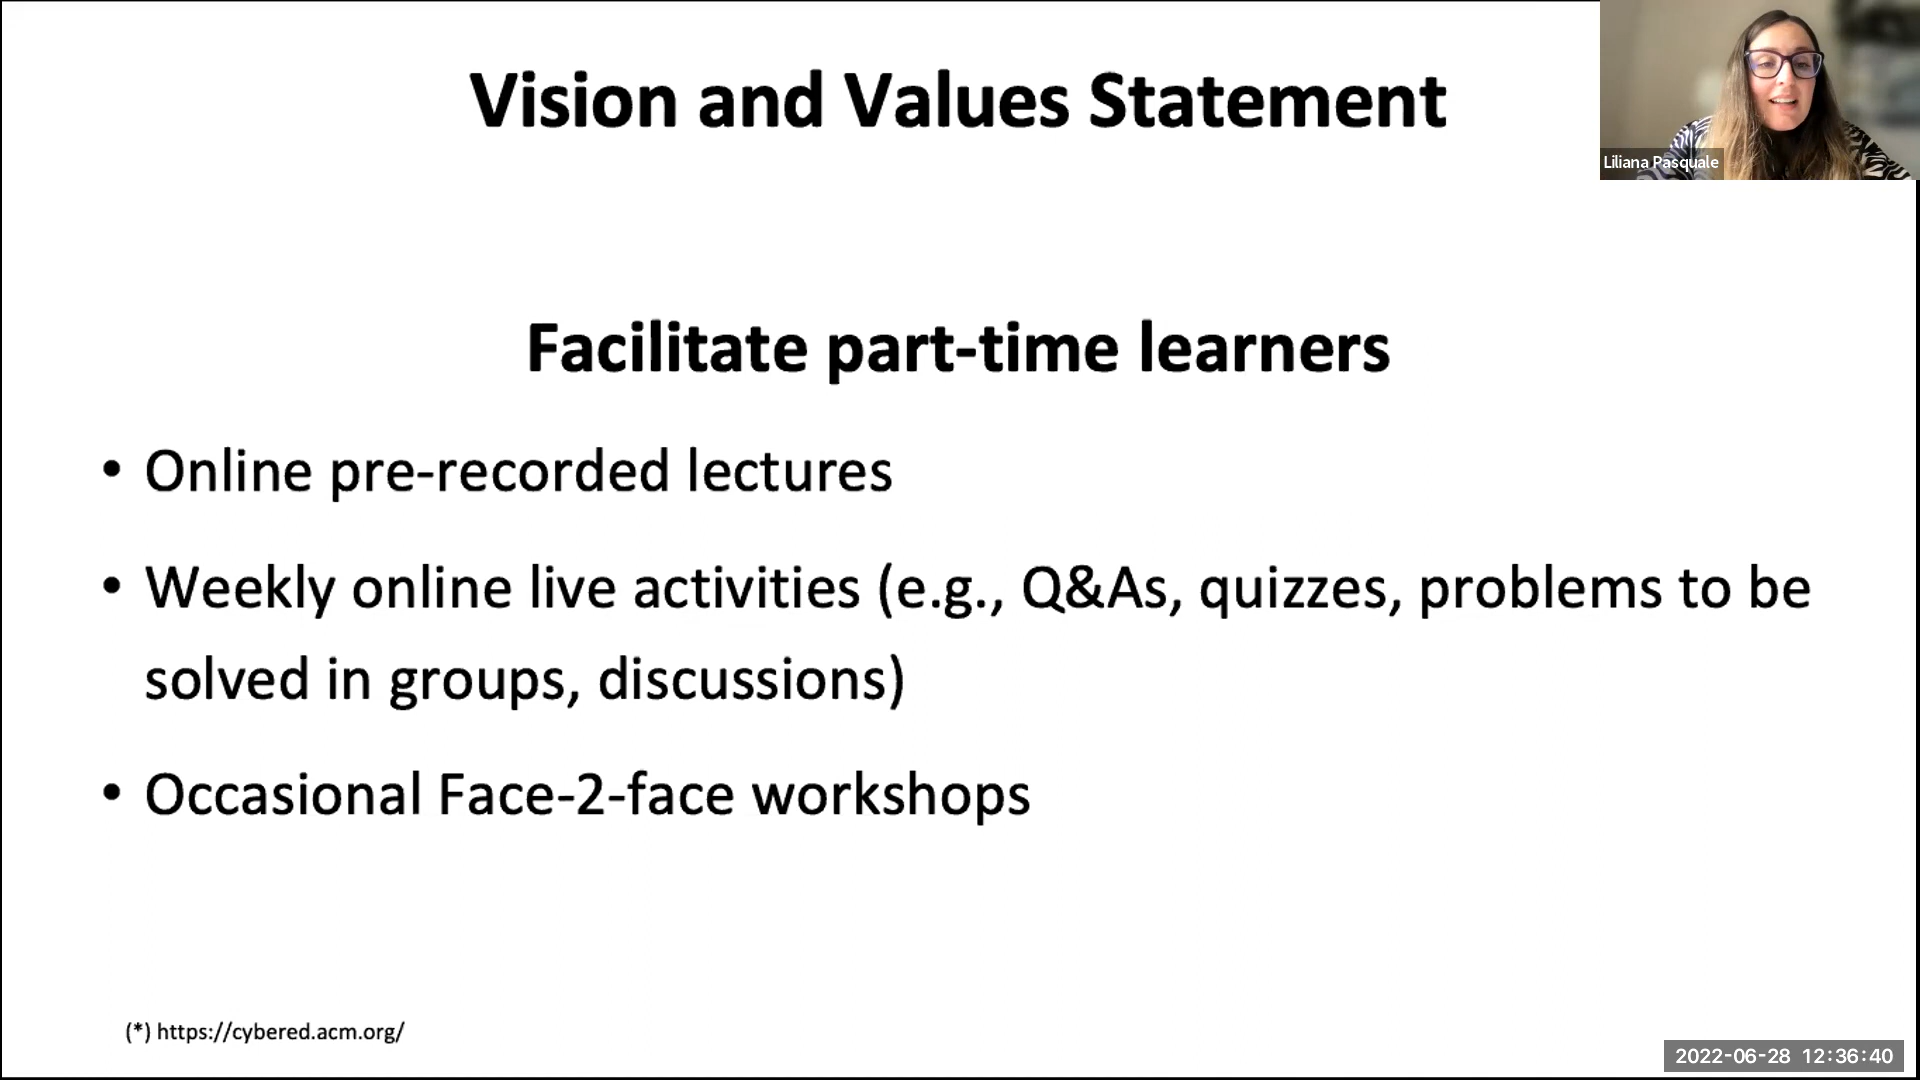 Vision and Values Statement
Liliana Pasquale
Facilitate part-time learners
• Online pre-recorded lectures
• Weekly online live activities (e.g., Q&As, quizzes, problems to be
solved in groups, discussions)
• Occasional Face-2-face workshops
(*) https://cybered.acm.org/
2022-06-28 12:36:40